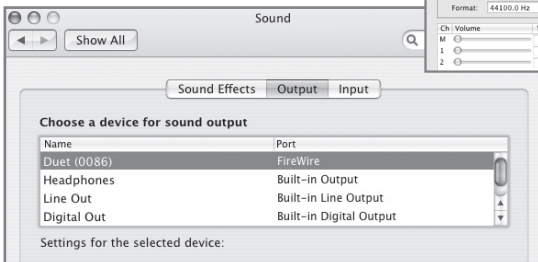 Sound
Show All
Format: 44100.0 Hz
Ch Volume
M
1
2
Sound Effects Output Input
Choose a device for sound output
Name Port
Duet (0086) FireWire
Headphones Built-in Output
Line Out Built-in Line Output
Digital Out Built-in Digital Output
Settings for the selected device: